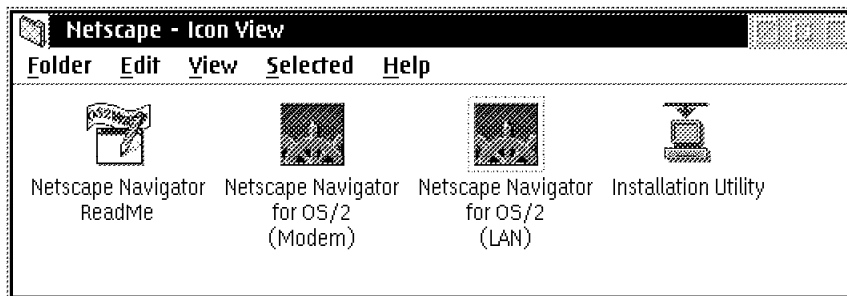 Netscape - Icon View
Folder Edit View Selected Help
Netscape Navigator
ReadMe
Netscape Navigator
for OS/2
(Modem)
Netscape Navigator
for OS/2
(LAN)
Installation Utility